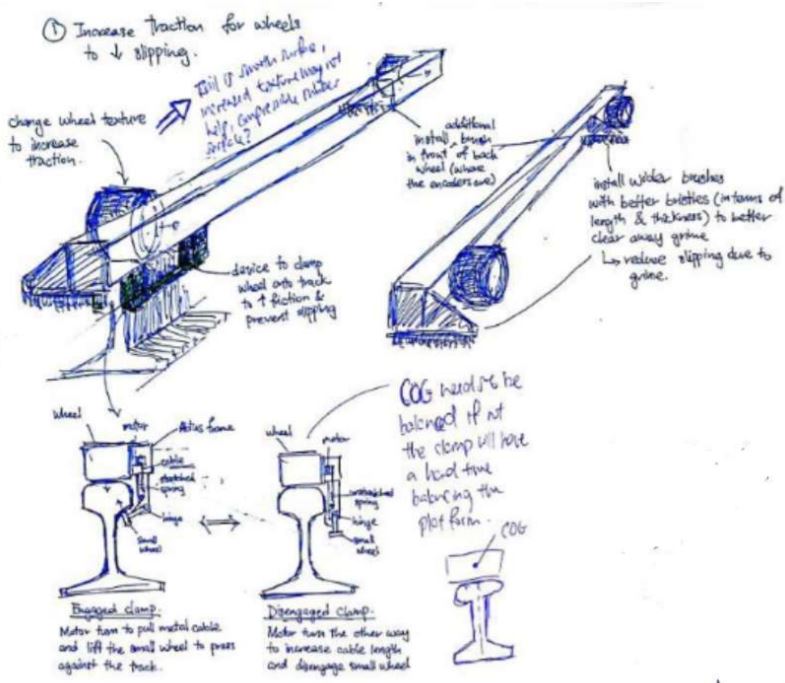 ① Increase traction for wheels
to ↓ slipping.
Rail is smooth surface,
increased texture may not
help, compressible rubber
surface?
change wheel texture
to increase
traction.
additional
install brush
in front of back
wheel (where
the encoders are)
install wider brushes
with better bristles (in terms of
length & thickness) to better
clear away grime
↳ reduce slipping due to
grime.
device to clamp
wheel onto track
to ↑ friction &
prevent slipping
COG needs to be
balanced if not
the clamp will have
a hard time
balancing the
platform.
COG
wheel
motor
frame
cable
stretched
spring
hinge
small
wheel
wheel
motor
unstretched
spring
hinge
small
wheel
Engaged clamp.
Motor turn to pull metal cable
and lift the small wheel to press
against the track.
Disengaged clamp.
Motor turn the other way
to increase cable length
and disengage small wheel